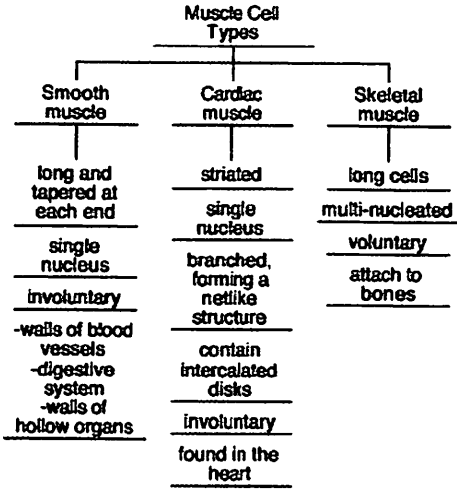 Muscle Cell
Types
Smooth
muscle
long and
tapered at
each end
single
nucleus
involuntary
-walls of blood
vessels
-digestive
system
-walls of
hollow organs
Cardiac
muscle
striated
single
nucleus
branched,
forming a
netlike
structure
contain
intercalated
disks
involuntary
found in the
heart
Skeletal
muscle
long cells
multi-nucleated
voluntary
attach to
bones